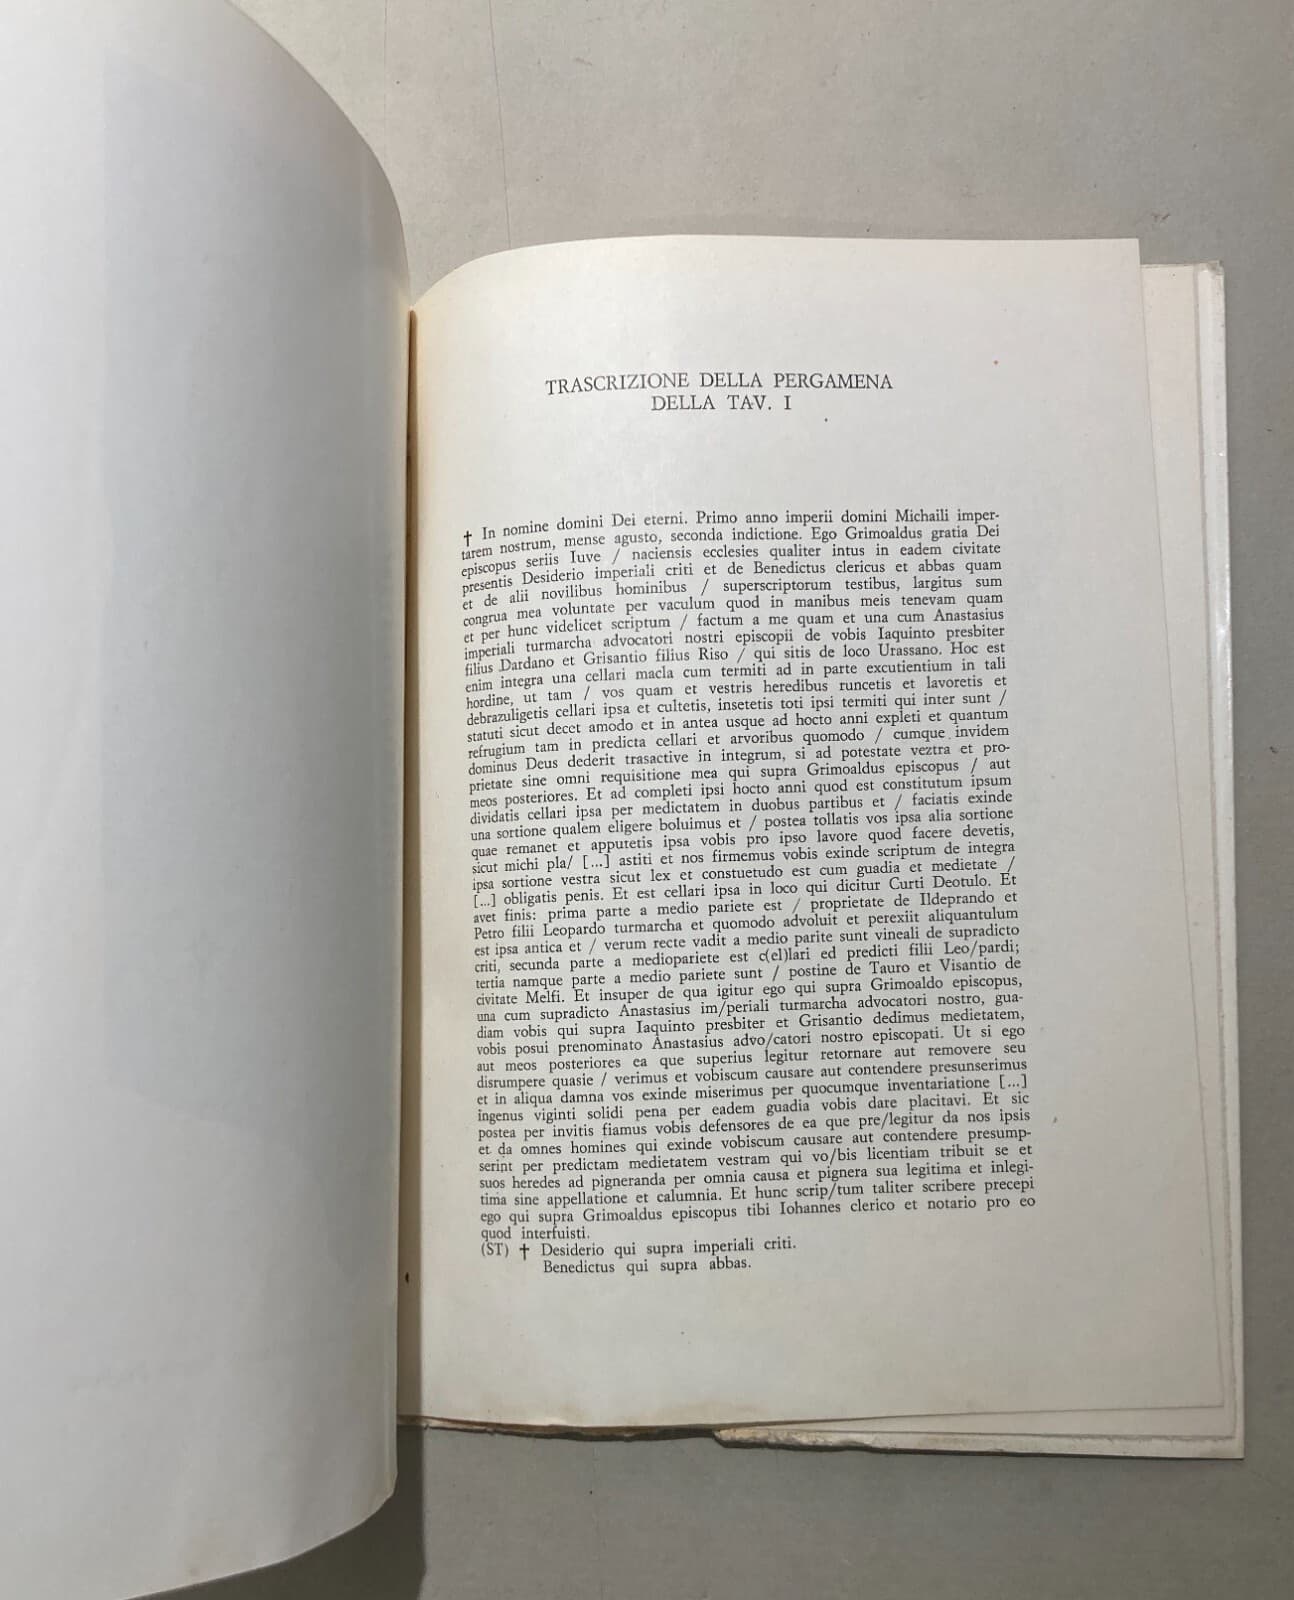 TRASCRIZIONE DELLA PERGAMENA
DELLA TAV. I
† In nomine domini Dei eterni. Primo anno imperii domini Michaili imper-
tarem nostrum, mense agusto, seconda indictione. Ego Grimoaldus gratia Dei
episcopus seriis Iuve / naciensis ecclesies qualiter intus in eadem civitate
presentis Desiderio imperiali criti et de Benedictus clericus et abbas quam
et de alii novilibus hominibus / superscriptorum testibus, largitus sum
congrua mea voluntate per vaculum quod in manibus meis tenevam quam
et per hunc videlicet scriptum / factum a me quam et una cum Anastasius
imperiali turmarcha advocatori nostri episcopii de vobis Iaquinto presbiter
filius Dardano et Grisantio filius Riso / qui sitis de loco Urassano. Hoc est
enim integra una cellari macla cum termiti ad in parte excutientium in tali
hordine, ut tam / vos quam et vestris heredibus runcetis et lavoretis et
debrazuligetis cellari ipsa et cultetis, insetetis toti ipsi termiti qui inter sunt /
statuti sicut decet amodo et in antea usque ad hocto anni expleti et quantum
refrugium tam in predicta cellari et arvoribus quomodo / cumque invidem
dominus Deus dederit trasactive in integrum, si ad potestate veztra et pro-
prietate sine omni requisitione mea qui supra Grimoaldus episcopus / aut
meos posteriores. Et ad completi ipsi hocto anni quod est constitutum ipsum
dividatis cellari ipsa per medictatem in duobus partibus et / faciatis exinde
una sortione qualem eligere boluimus et / postea tollatis vos ipsa alia sortione
quae remanet et apputetis ipsa vobis pro ipso lavore quod facere devetis,
sicut michi pla/ [...] astiti et nos firmemus vobis exinde scriptum de integra
ipsa sortione vestra sicut lex et constuetudo est cum guadia et medietate /
[...] obligatis penis. Et est cellari ipsa in loco qui dicitur Curti Deotulo. Et
avet finis: prima parte a medio pariete est / proprietate de Ildeprando et
Petro filii Leopardo turmarcha et quomodo advoluit et perexiit aliquantulum
est ipsa antica et / verum recte vadit a medio parite sunt vineali de supradicto
criti, secunda parte a mediopariete est c(el)lari ed predicti filii Leo/pardi;
tertia namque parte a medio pariete sunt / postine de Tauro et Visantio de
civitate Melfi. Et insuper de qua igitur ego qui supra Grimoaldo episcopus,
una cum supradicto Anastasius im/periali turmarcha advocatori nostro, gua-
diam vobis qui supra Iaquinto presbiter et Grisantio dedimus medietatem,
vobis posui prenominato Anastasius advo/catori nostro episcopati. Ut si ego
aut meos posteriores ea que superius legitur retornare aut removere seu
disrumpere quasie / verimus et vobiscum causare aut contendere presunserimus
et in aliqua damna vos exinde miserimus per quocumque inventariatione [...]
ingenus viginti solidi pena per eadem guadia vobis dare placitavi. Et sic
postea per invitis fiamus vobis defensores de ea que pre/legitur da nos ipsis
et da omnes homines qui exinde vobiscum causare aut contendere presump-
serint per predictam medietatem vestram qui vo/bis licentiam tribuit se et
suos heredes ad pigneranda per omnia causa et pignera sua legitima et inlegi-
tima sine appellatione et calumnia. Et hunc scrip/tum taliter scribere precepi
ego qui supra Grimoaldus episcopus tibi Iohannes clerico et notario pro eo
quod interfuisti.
(ST) † Desiderio qui supra imperiali criti.
Benedictus qui supra abbas.